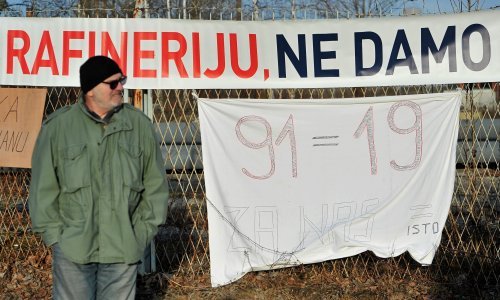 RAFINERIJU, NE DAMO
91 = 19
ZA NAS =
ISTO